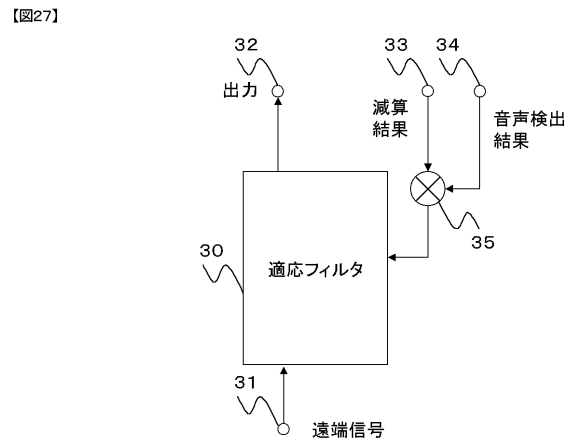 【図27】
32
33
34
出力
減算
結果
音声検出
結果
35
30
適応フィルタ
31
遠端信号